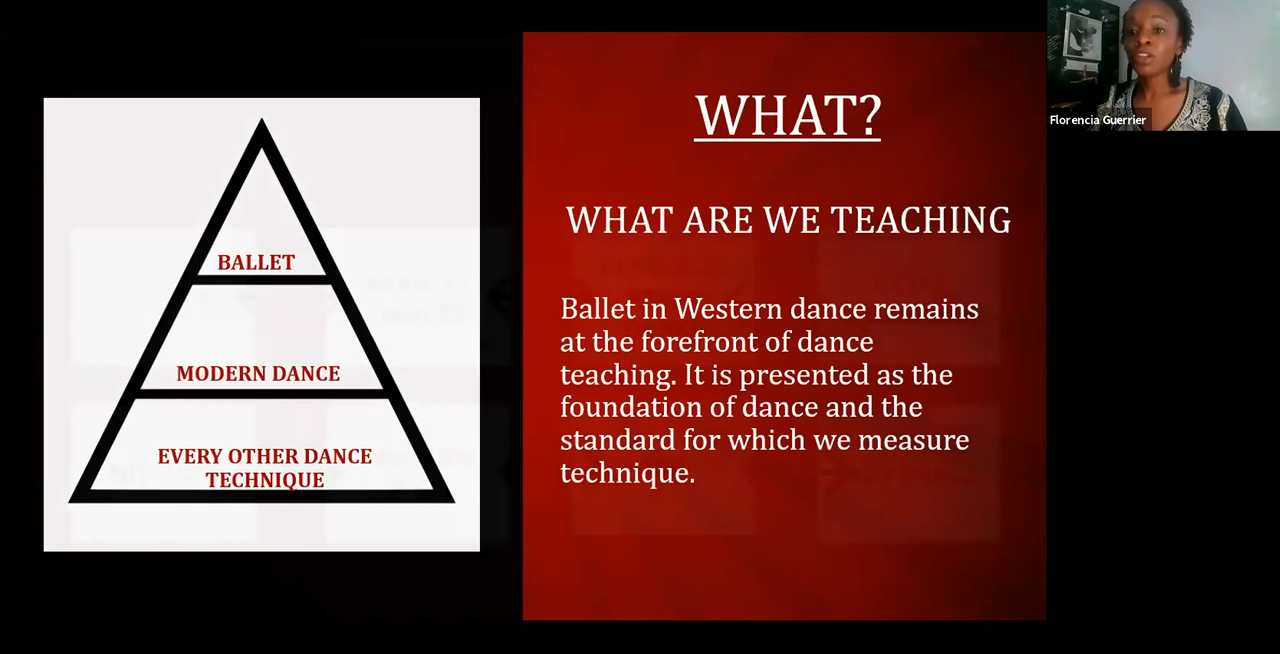 BALLET
MODERN DANCE
EVERY OTHER DANCE
TECHNIQUE
WHAT?
WHAT ARE WE TEACHING
Ballet in Western dance remains
at the forefront of dance
teaching. It is presented as the
foundation of dance and the
standard for which we measure
technique.
Florencia Guerrier